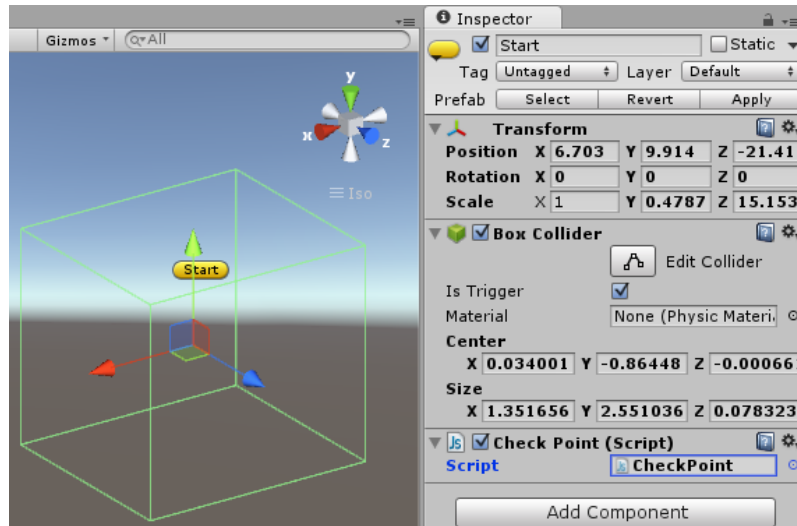 Gizmos All
y
x
z
Iso
Start
Inspector
Start Static
Tag Untagged Layer Default
Prefab Select Revert Apply
Transform
Position X 6.703 Y 9.914 Z -21.41
Rotation X 0 Y 0 Z 0
Scale X 1 Y 0.4787 Z 15.153
Box Collider
Edit Collider
Is Trigger
Material None (Physic Materi
Center
X 0.034001 Y -0.86448 Z -0.00066
Size
X 1.351656 Y 2.551036 Z 0.078323
Js Check Point (Script)
Script CheckPoint
Add Component